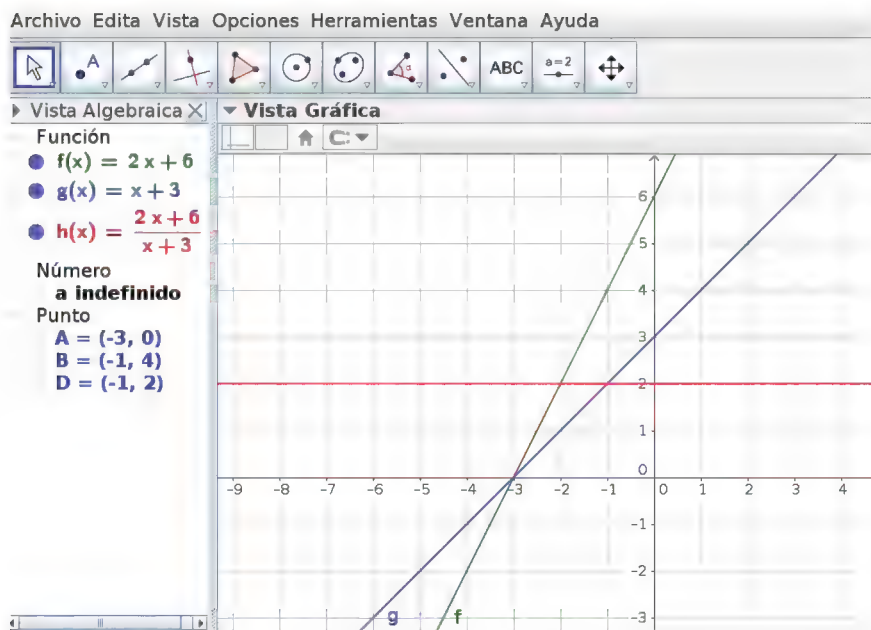 Archivo Edita Vista Opciones Herramientas Ventana Ayuda
A α ABC a=2
Vista Algebraica Vista Gráfica
Función
f(x) = 2 x + 6
g(x) = x + 3
h(x) = 2 x + 6 / x + 3
Número
a indefinido
Punto
A = (-3, 0)
B = (-1, 4)
D = (-1, 2)
6
5
4
3
2
1
0
-9 -8 -7 -6 -5 -4 -3 -2 -1 0 1 2 3 4
-1
-2
-3
g f